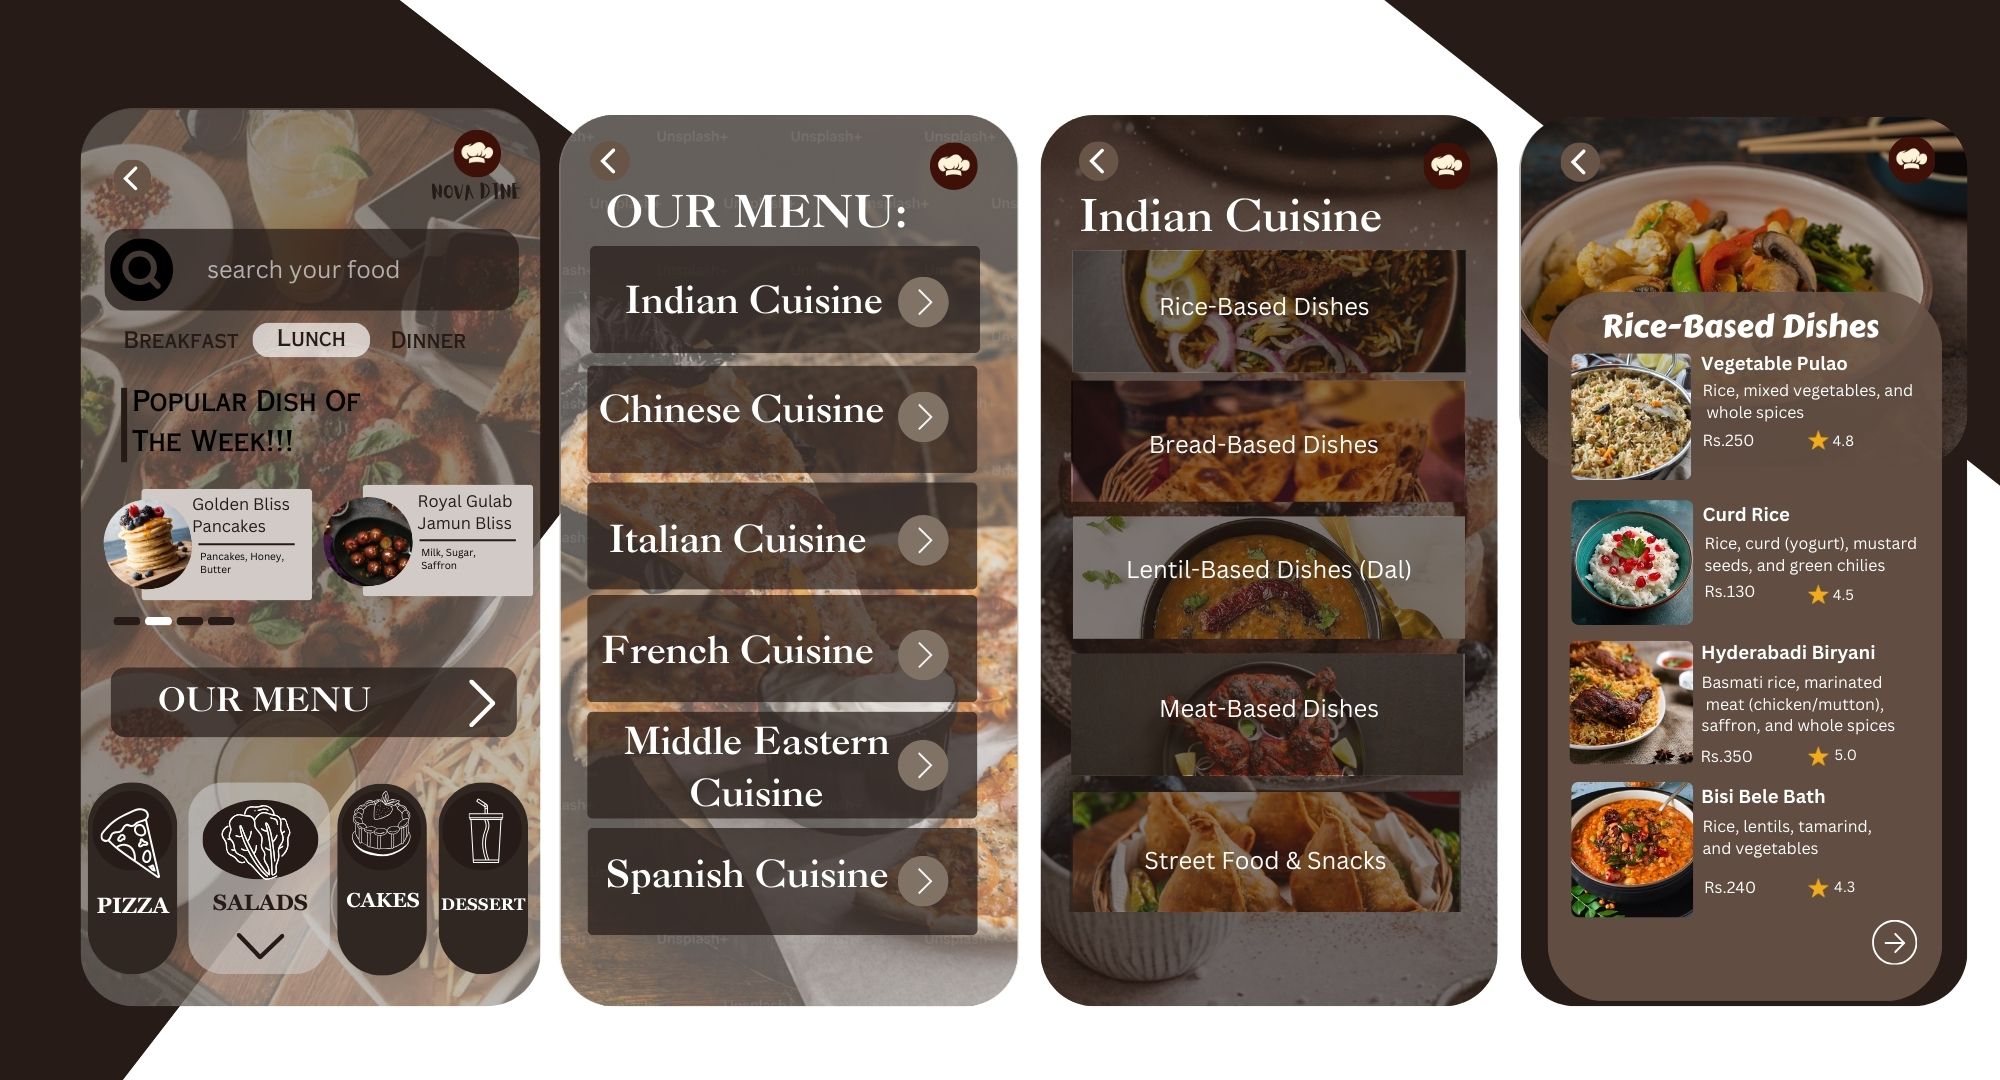 NOVA DINE
search your food
BREAKFAST LUNCH DINNER
POPULAR DISH OF
THE WEEK!!!
Golden Bliss
Pancakes
Pancakes, Honey,
Butter
Royal Gulab
Jamun Bliss
Milk, Sugar,
Saffron
OUR MENU
PIZZA
SALADS
CAKES
DESSERT
Unsplash+
Unsplash+
Unsplash+
OUR MENU:
Indian Cuisine
Chinese Cuisine
Italian Cuisine
French Cuisine
Middle Eastern
Cuisine
Spanish Cuisine
Unsplash+
Unsplash+
Indian Cuisine
Rice-Based Dishes
Bread-Based Dishes
Lentil-Based Dishes (Dal)
Meat-Based Dishes
Street Food & Snacks
Rice-Based Dishes
Vegetable Pulao
Rice, mixed vegetables, and
whole spices
Rs.250 4.8
Curd Rice
Rice, curd (yogurt), mustard
seeds, and green chilies
Rs.130 4.5
Hyderabadi Biryani
Basmati rice, marinated
meat (chicken/mutton),
saffron, and whole spices
Rs.350 5.0
Bisi Bele Bath
Rice, lentils, tamarind,
and vegetables
Rs.240 4.3